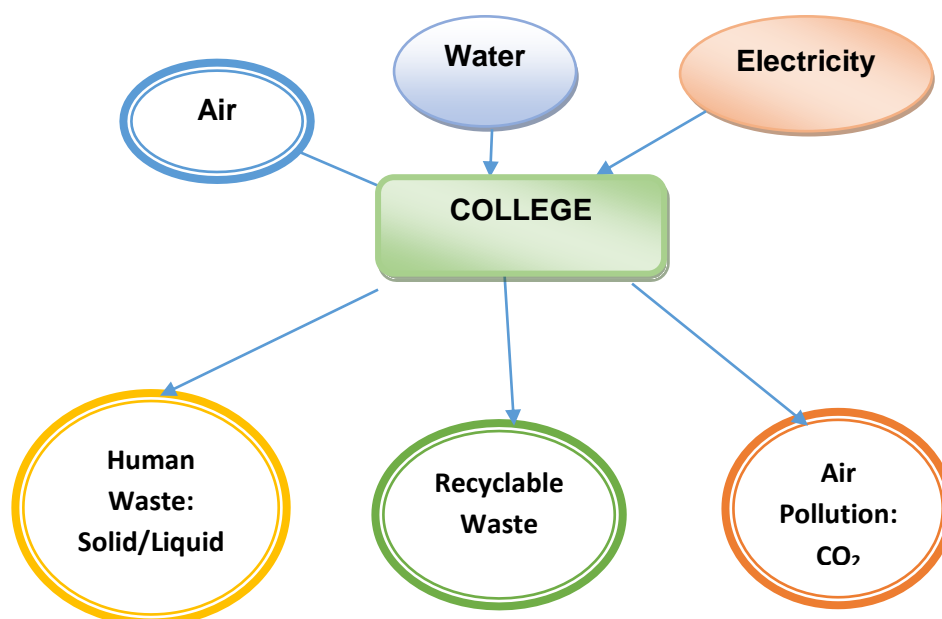 Water
Electricity
Air
COLLEGE
Human
Waste:
Solid/Liquid
Recyclable
Waste
Air
Pollution:
CO₂